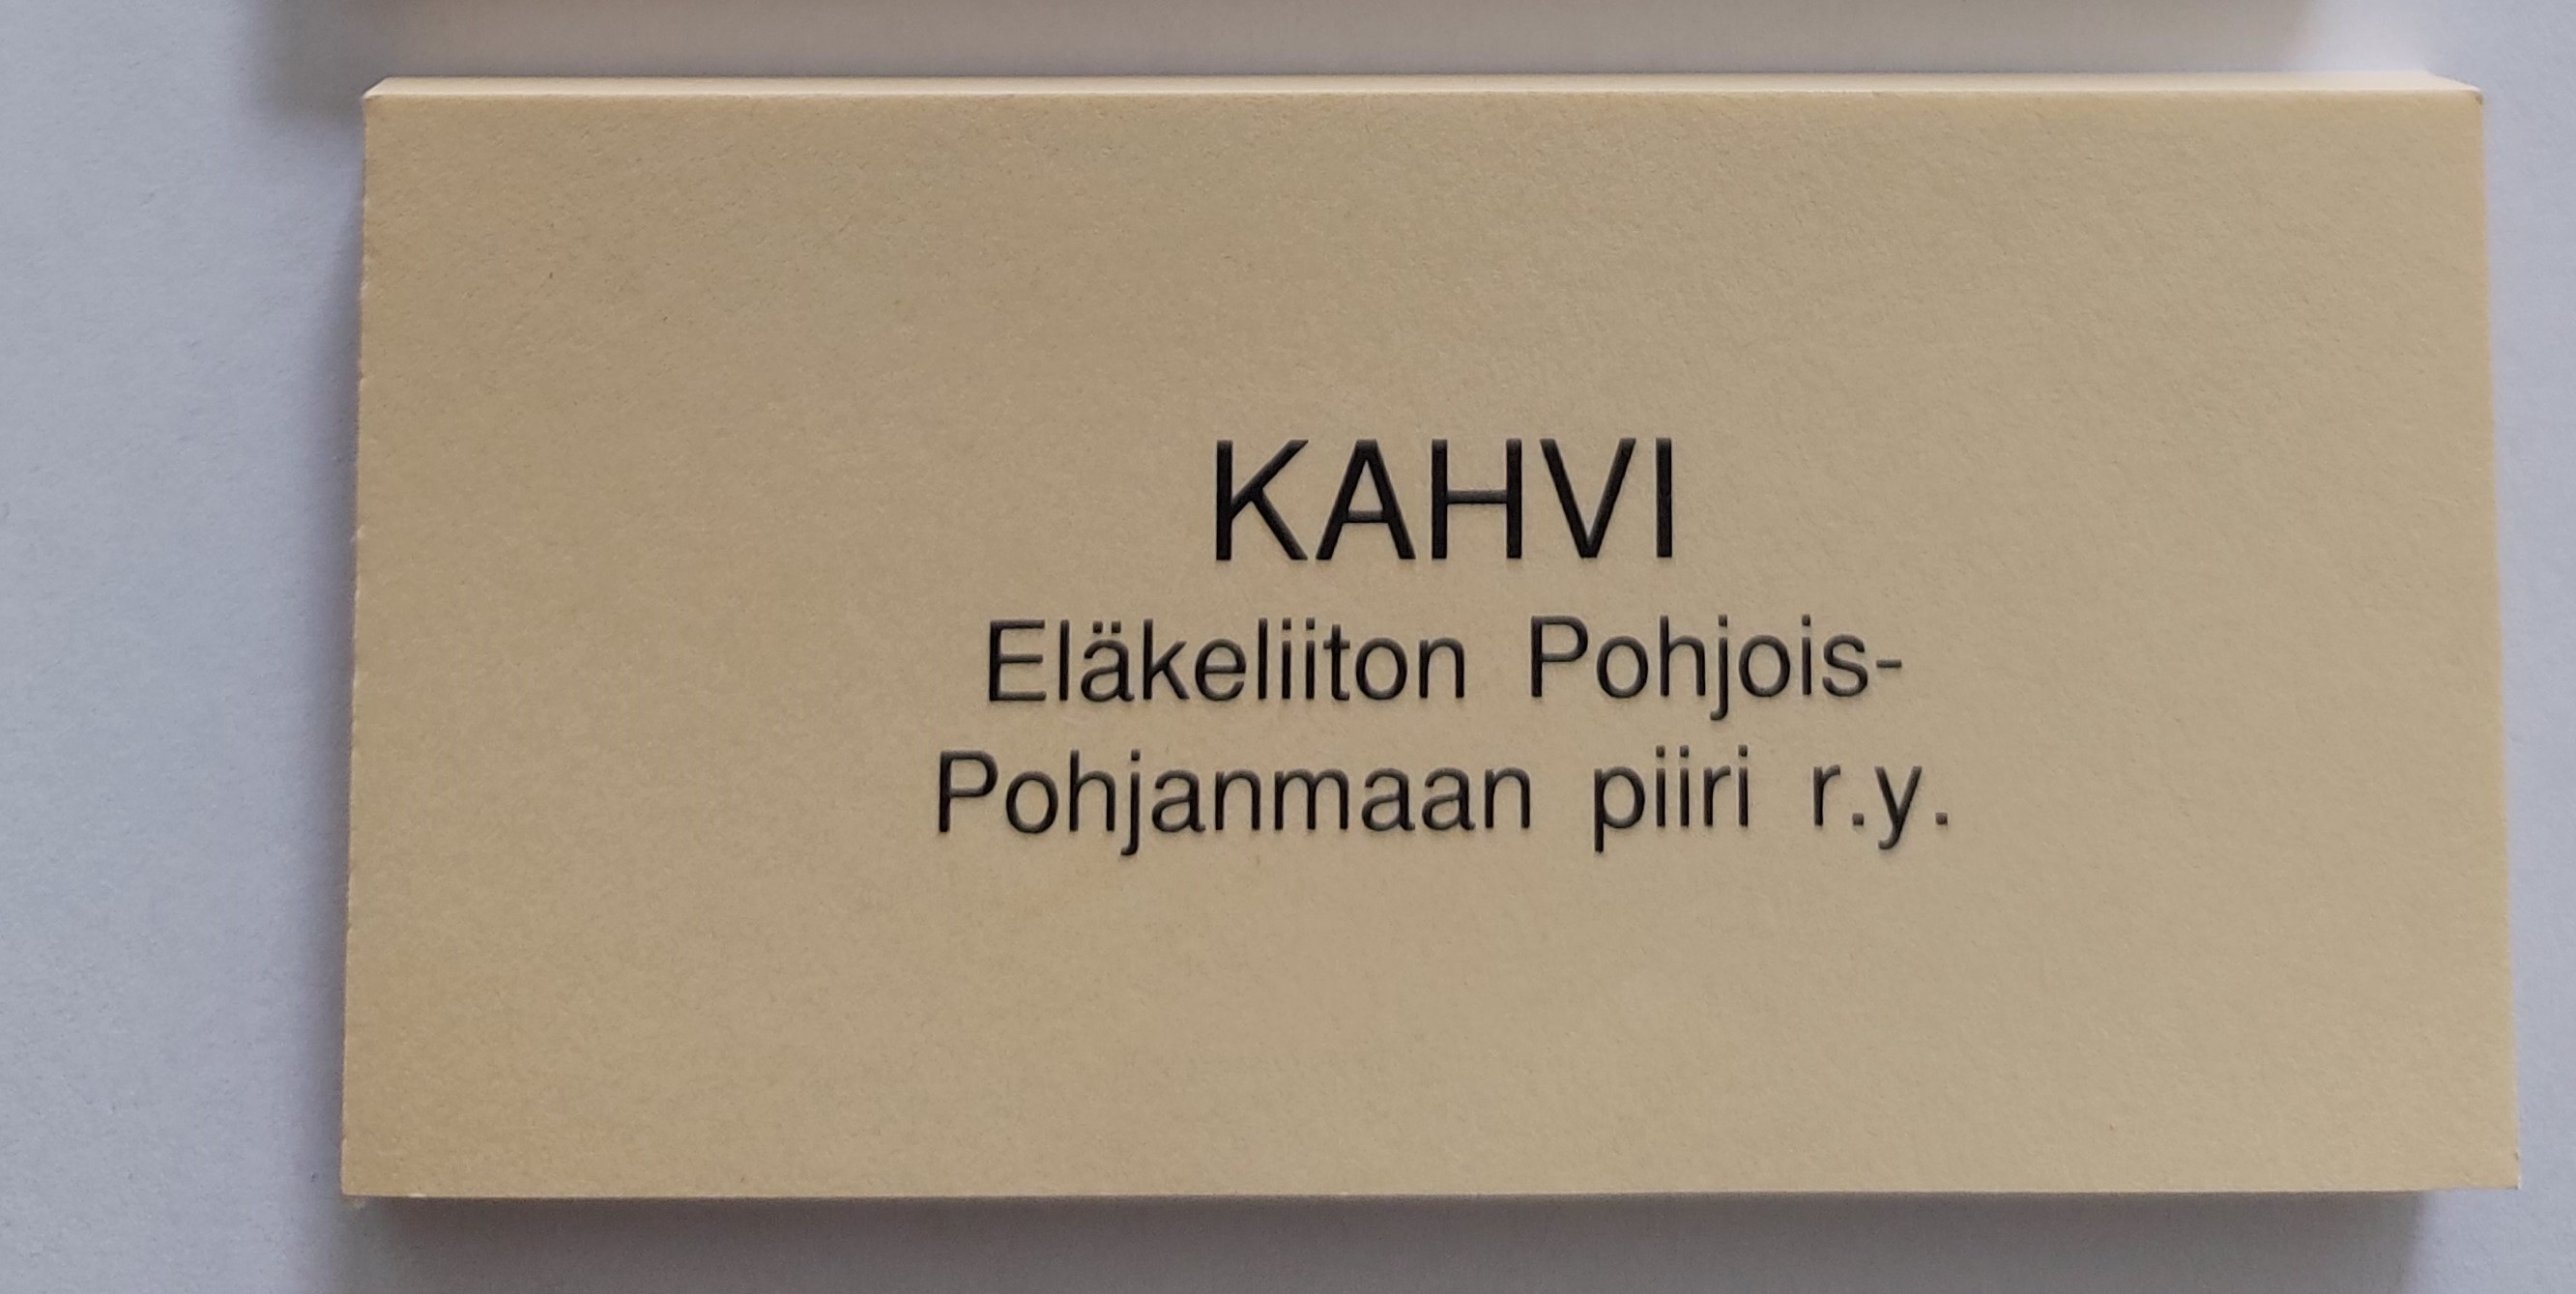 KAHVI
Eläkeliiton Pohjois-
Pohjanmaan piiri r.y.